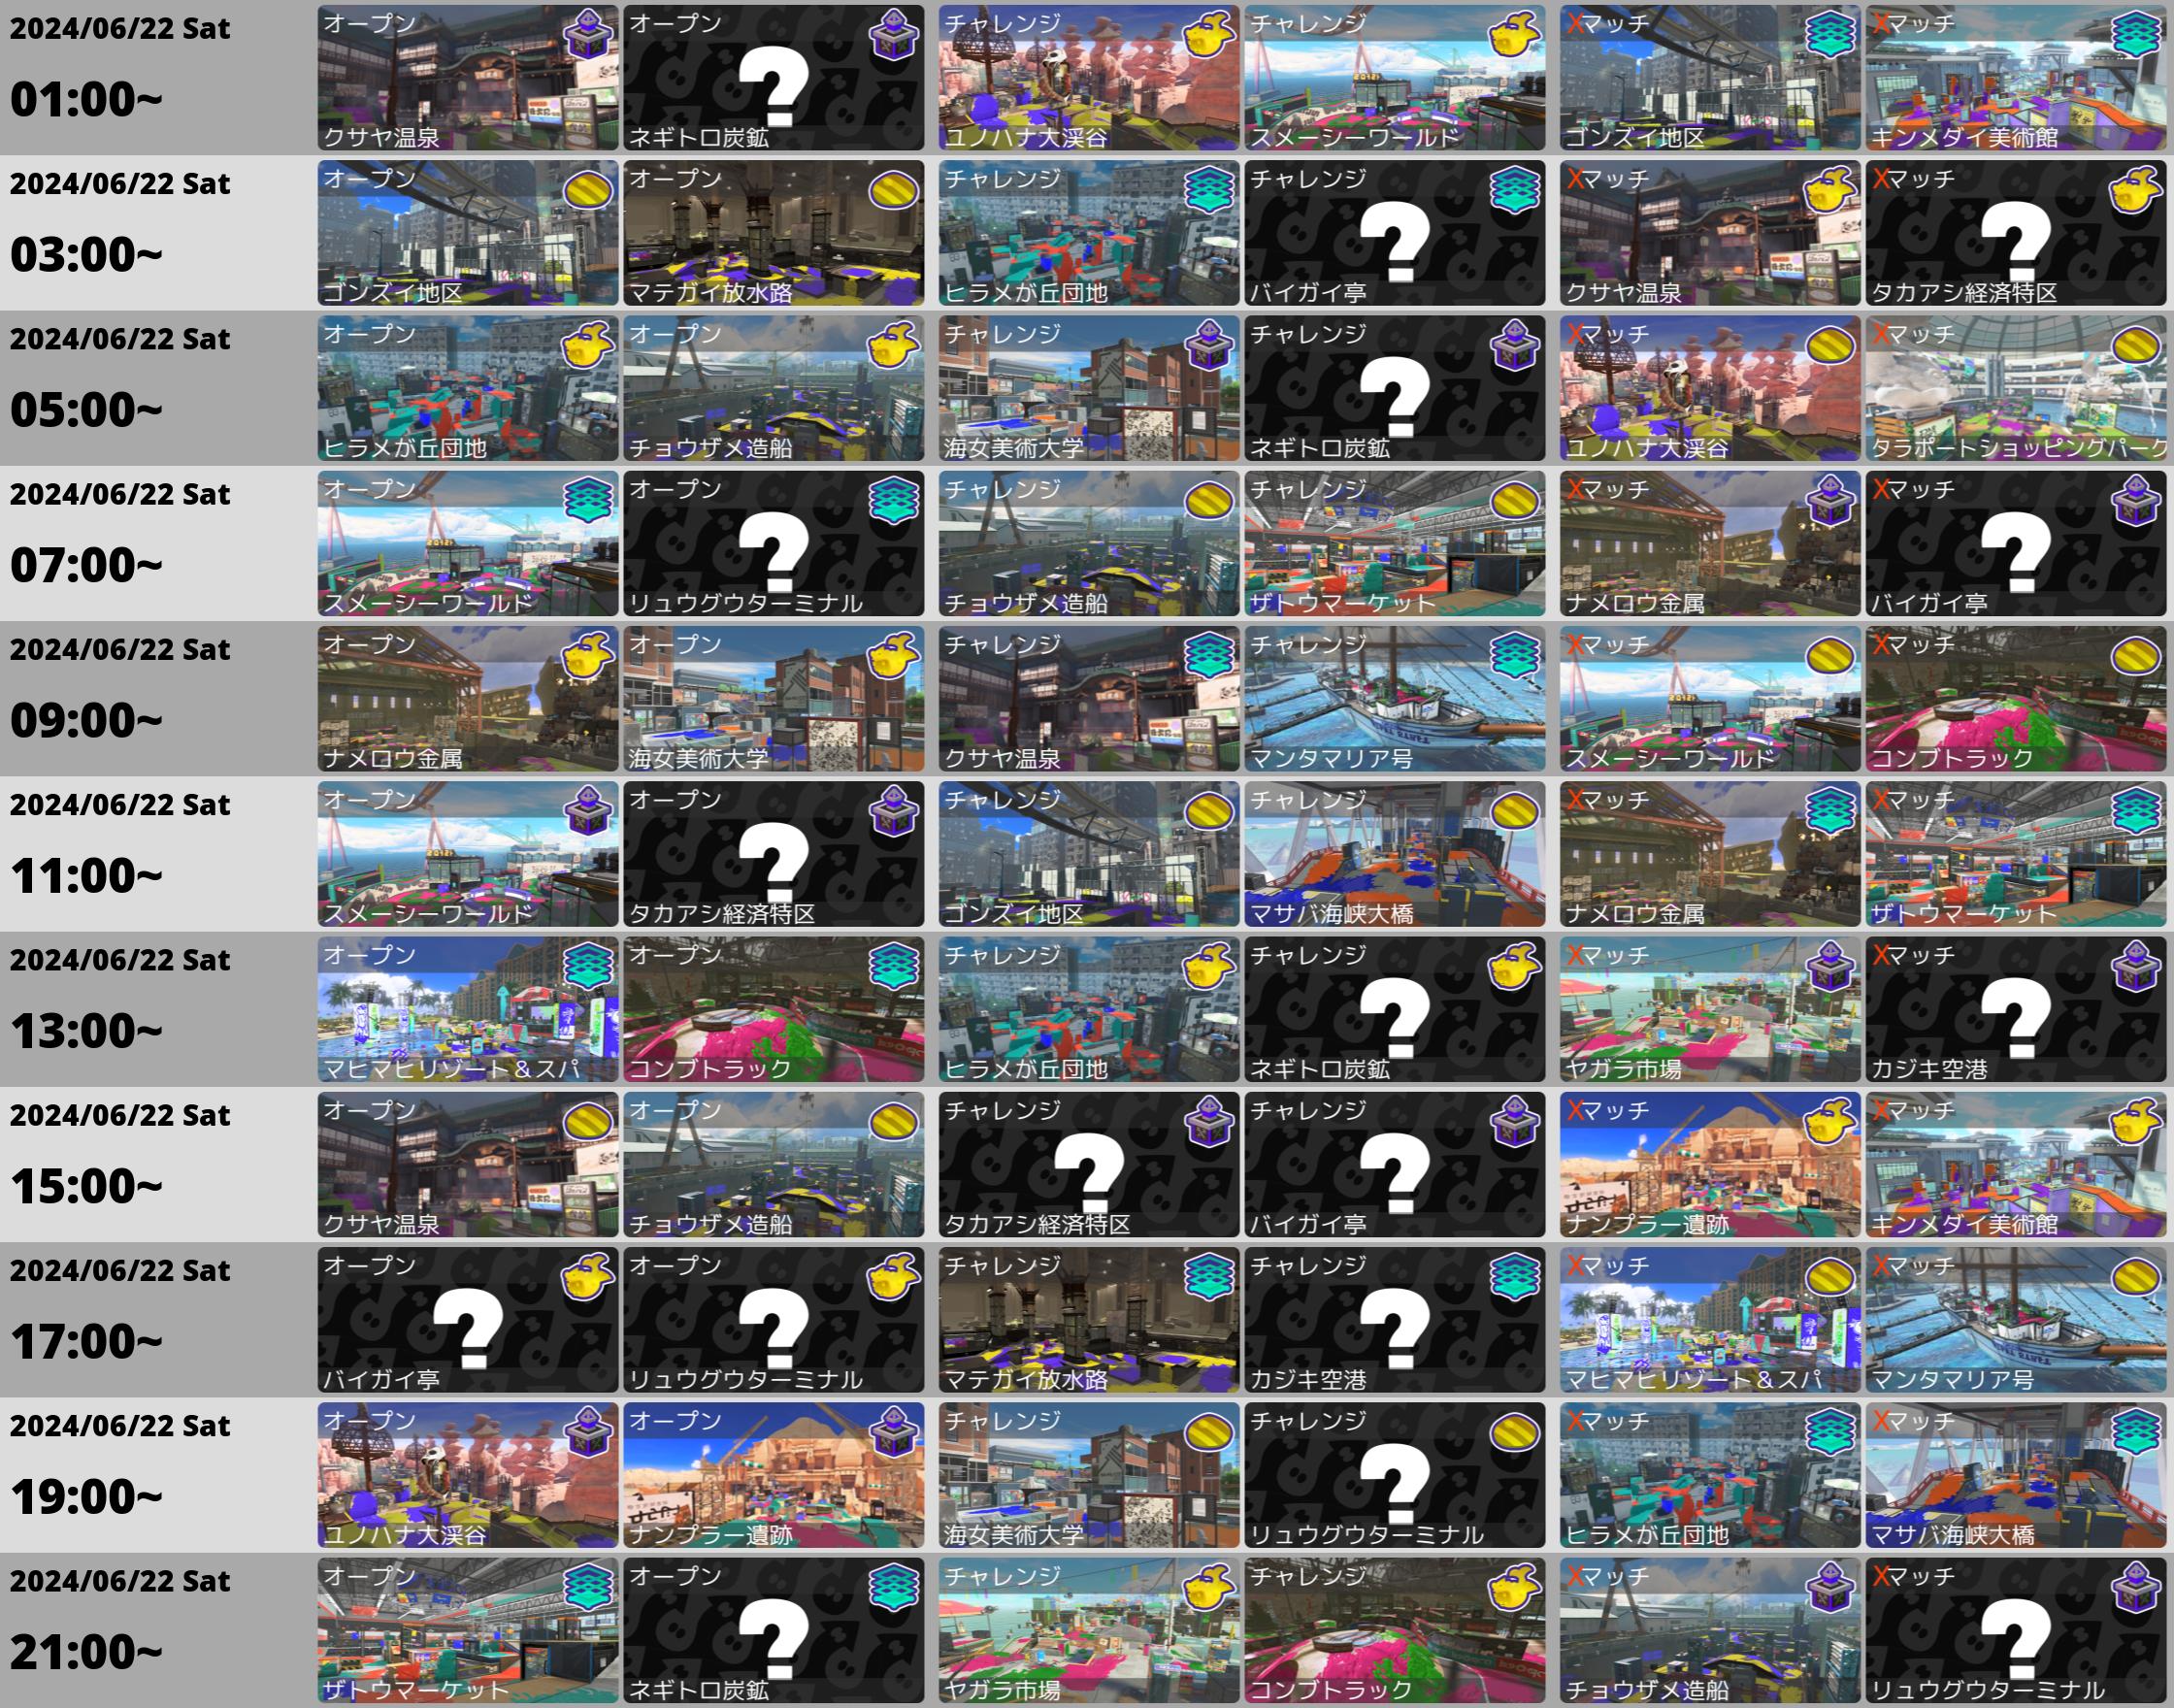 2024/06/22 Sat
01:00~
オープン
クサヤ温泉
オープン
ネギトロ炭鉱
チャレンジ
ユノハナ大渓谷
チャレンジ
スメーシーワールド
Xマッチ
ゴンズイ地区
Xマッチ
キンメダイ美術館
2024/06/22 Sat
03:00~
オープン
ゴンズイ地区
オープン
マテガイ放水路
チャレンジ
ヒラメが丘団地
チャレンジ
バイガイ亭
Xマッチ
クサヤ温泉
Xマッチ
タカアシ経済特区
2024/06/22 Sat
05:00~
オープン
ヒラメが丘団地
オープン
チョウザメ造船
チャレンジ
海女美術大学
チャレンジ
ネギトロ炭鉱
Xマッチ
ユノハナ大渓谷
Xマッチ
タラポートショッピングパーク
2024/06/22 Sat
07:00~
オープン
スメーシーワールド
オープン
リュウグウターミナル
チャレンジ
チョウザメ造船
チャレンジ
ザトウマーケット
Xマッチ
ナメロウ金属
Xマッチ
バイガイ亭
2024/06/22 Sat
09:00~
オープン
ナメロウ金属
オープン
海女美術大学
チャレンジ
クサヤ温泉
チャレンジ
マンタマリア号
Xマッチ
スメーシーワールド
Xマッチ
コンブトラック
2024/06/22 Sat
11:00~
オープン
スメーシーワールド
オープン
タカアシ経済特区
チャレンジ
ゴンズイ地区
チャレンジ
マサバ海峡大橋
Xマッチ
ナメロウ金属
Xマッチ
ザトウマーケット
2024/06/22 Sat
13:00~
オープン
マヒマヒリゾート&スパ
オープン
コンブトラック
チャレンジ
ヒラメが丘団地
チャレンジ
ネギトロ炭鉱
Xマッチ
ヤガラ市場
Xマッチ
カジキ空港
2024/06/22 Sat
15:00~
オープン
クサヤ温泉
オープン
チョウザメ造船
チャレンジ
タカアシ経済特区
チャレンジ
バイガイ亭
Xマッチ
ナンプラー遺跡
Xマッチ
キンメダイ美術館
2024/06/22 Sat
17:00~
オープン
バイガイ亭
オープン
リュウグウターミナル
チャレンジ
マテガイ放水路
チャレンジ
カジキ空港
Xマッチ
マヒマヒリゾート&スパ
Xマッチ
マンタマリア号
2024/06/22 Sat
19:00~
オープン
ユノハナ大渓谷
オープン
ナンプラー遺跡
チャレンジ
海女美術大学
チャレンジ
リュウグウターミナル
Xマッチ
ヒラメが丘団地
Xマッチ
マサバ海峡大橋
2024/06/22 Sat
21:00~
オープン
ザトウマーケット
オープン
ネギトロ炭鉱
チャレンジ
ヤガラ市場
チャレンジ
コンブトラック
Xマッチ
チョウザメ造船
Xマッチ
リュウグウターミナル